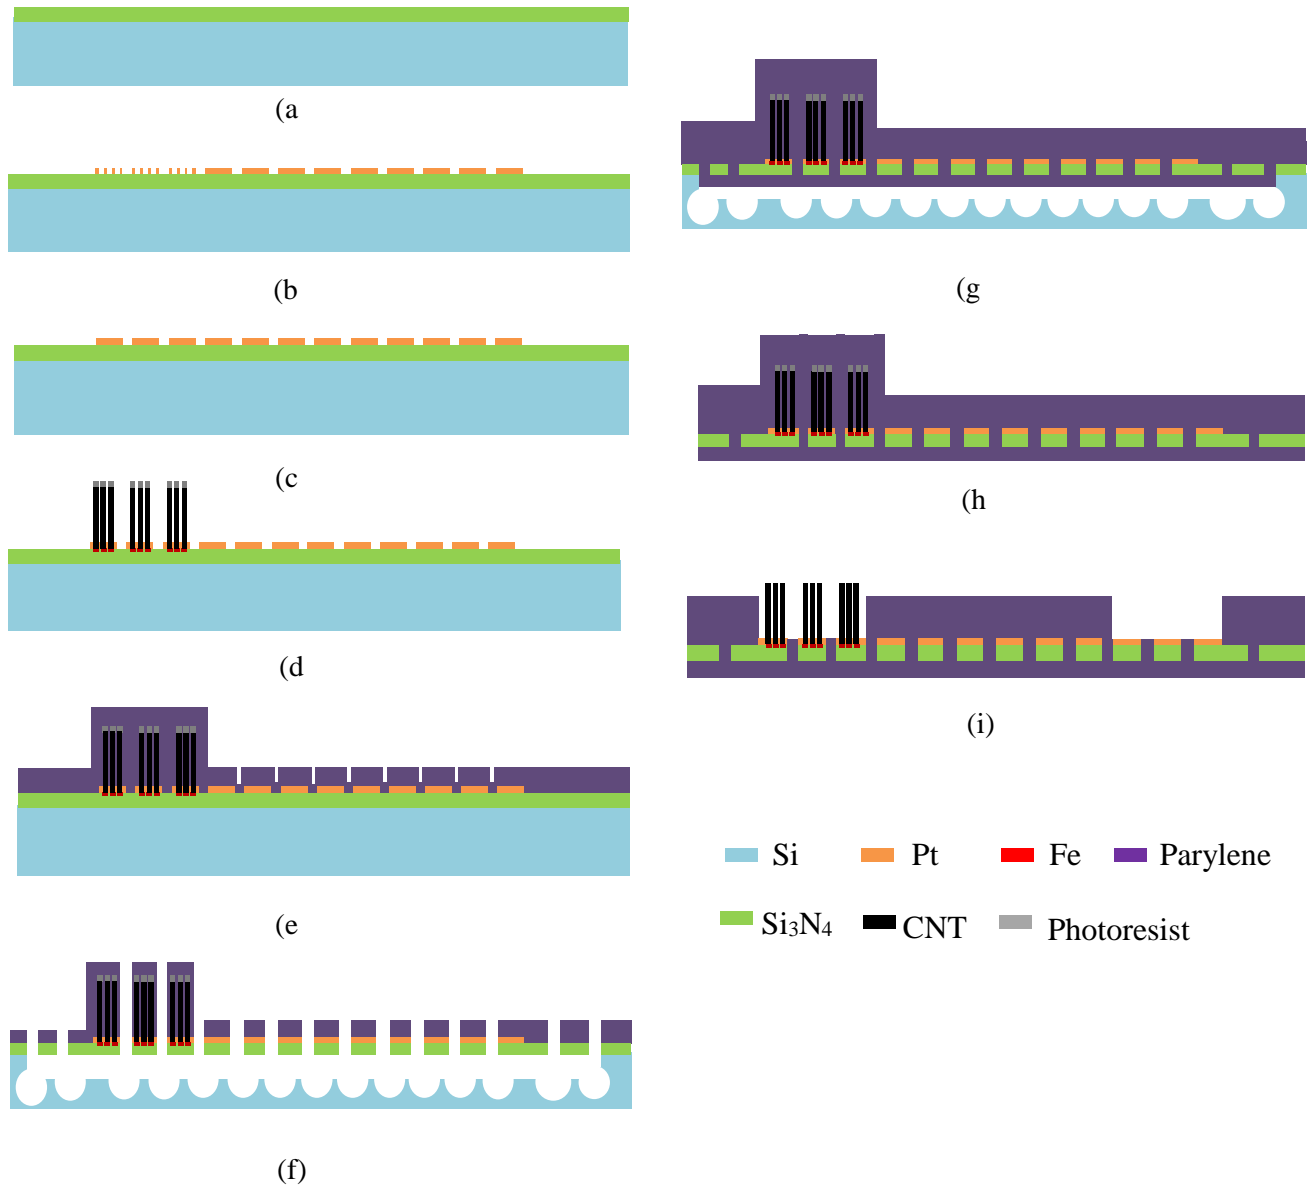 (a
(b
(c
(d
(e
(f)
(g
(h
(i)
Si Pt Fe Parylene
Si₃N₄ CNT Photoresist